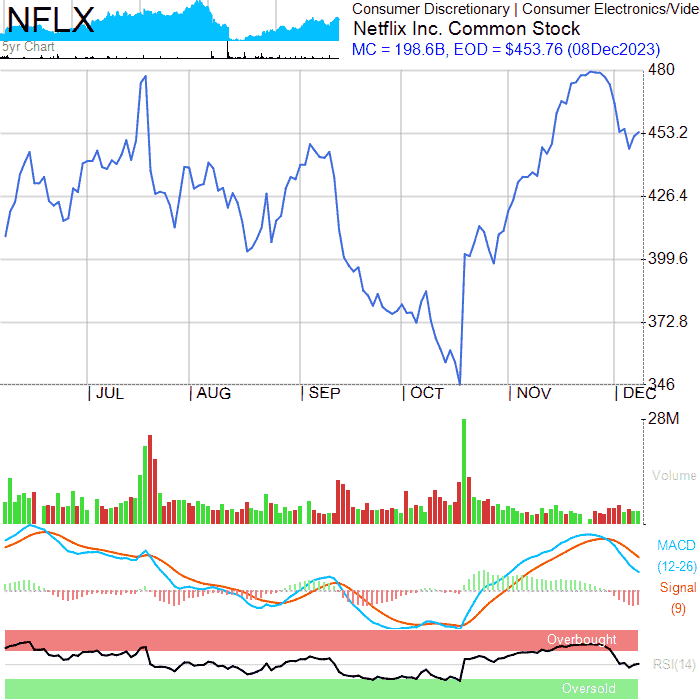 NFLX
5yr Chart
Consumer Discretionary | Consumer Electronics/Vide
Netflix Inc. Common Stock
MC = 198.6B, EOD = $453.76 (08Dec2023)
480
453.2
426.4
399.6
372.8
346
JUL
AUG
SEP
OCT
NOV
DEC
28M
Volume
MACD
(12-26)
Signal
(9)
Overbought
RSI(14)
Oversold